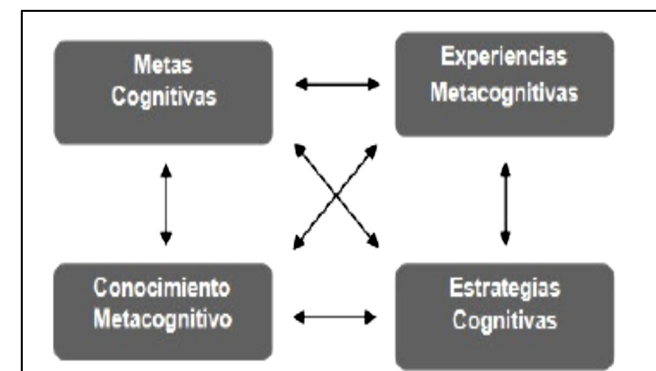 Metas
Cognitivas
Experiencias
Metacognitivas
Conocimiento
Metacognitivo
Estrategias
Cognitivas